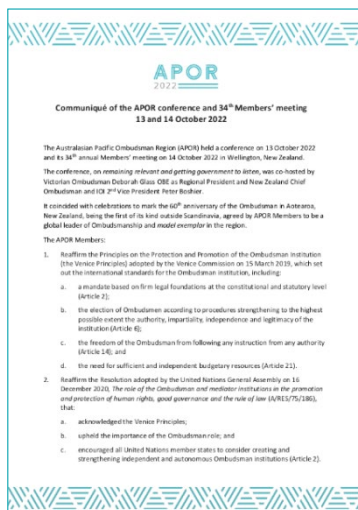 APOR
2022
Communiqué of the APOR conference and 34th Members' meeting
13 and 14 October 2022
The Australasian Pacific Ombudsman Region (APOR) held a conference on 13 October 2022
and its 34th annual Members' meeting on 14 October 2022 in Wellington, New Zealand.
The conference, on remaining relevant and getting government to listen, was co-hosted by
Victorian Ombudsman Deborah Glass OBE as Regional President and New Zealand Chief
Ombudsman and IOI 2nd Vice President Peter Boshier.
It coincided with celebrations to mark the 60th anniversary of the Ombudsman in Aotearoa,
New Zealand, being the first of its kind outside Scandinavia, agreed by APOR Members to be a
global leader of Ombudsmanship and model exemplar in the region.
The APOR Members:
1. Reaffirm the Principles on the Protection and Promotion of the Ombudsman Institution
(the Venice Principles) adopted by the Venice Commission on 15 March 2019, which set
out the international standards for the Ombudsman institution, including:
a. a mandate based on firm legal foundations at the constitutional and statutory level
(Article 2);
b. the election of Ombudsman according to procedures strengthening to the highest
possible extent the authority, impartiality, independence and legitimacy of the
institution (Article 6);
c. the freedom of the Ombudsman from following any instruction from any authority
(Article 14); and
d. the need for sufficient and independent budgetary resources (Article 21).
2. Reaffirm the Resolution adopted by the United Nations General Assembly on 16
December 2020, The role of the Ombudsman and mediator institutions in the promotion
and protection of human rights, good governance and the rule of law (A/RES/75/186),
that:
a. acknowledged the Venice Principles;
b. upheld the importance of the Ombudsman role; and
c. encouraged all United Nations member states to consider creating and
strengthening independent and autonomous Ombudsman institutions (Article 2).